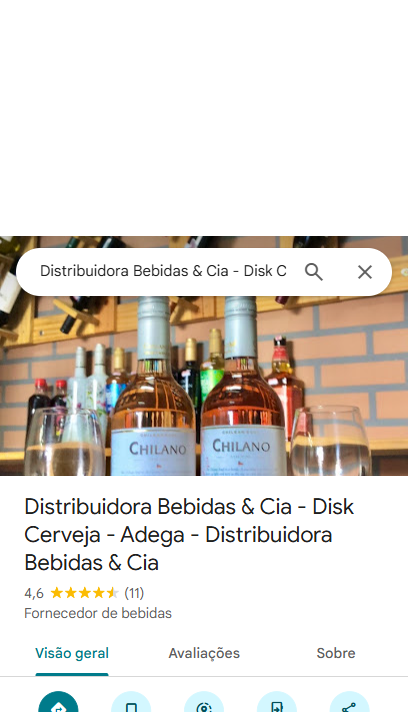 Distribuidora Bebidas & Cia - Disk C
CHILANO
CHILANO
Distribuidora Bebidas & Cia - Disk
Cerveja - Adega - Distribuidora
Bebidas & Cia
4,6 (11)
Fornecedor de bebidas
Visão geral Avaliações Sobre